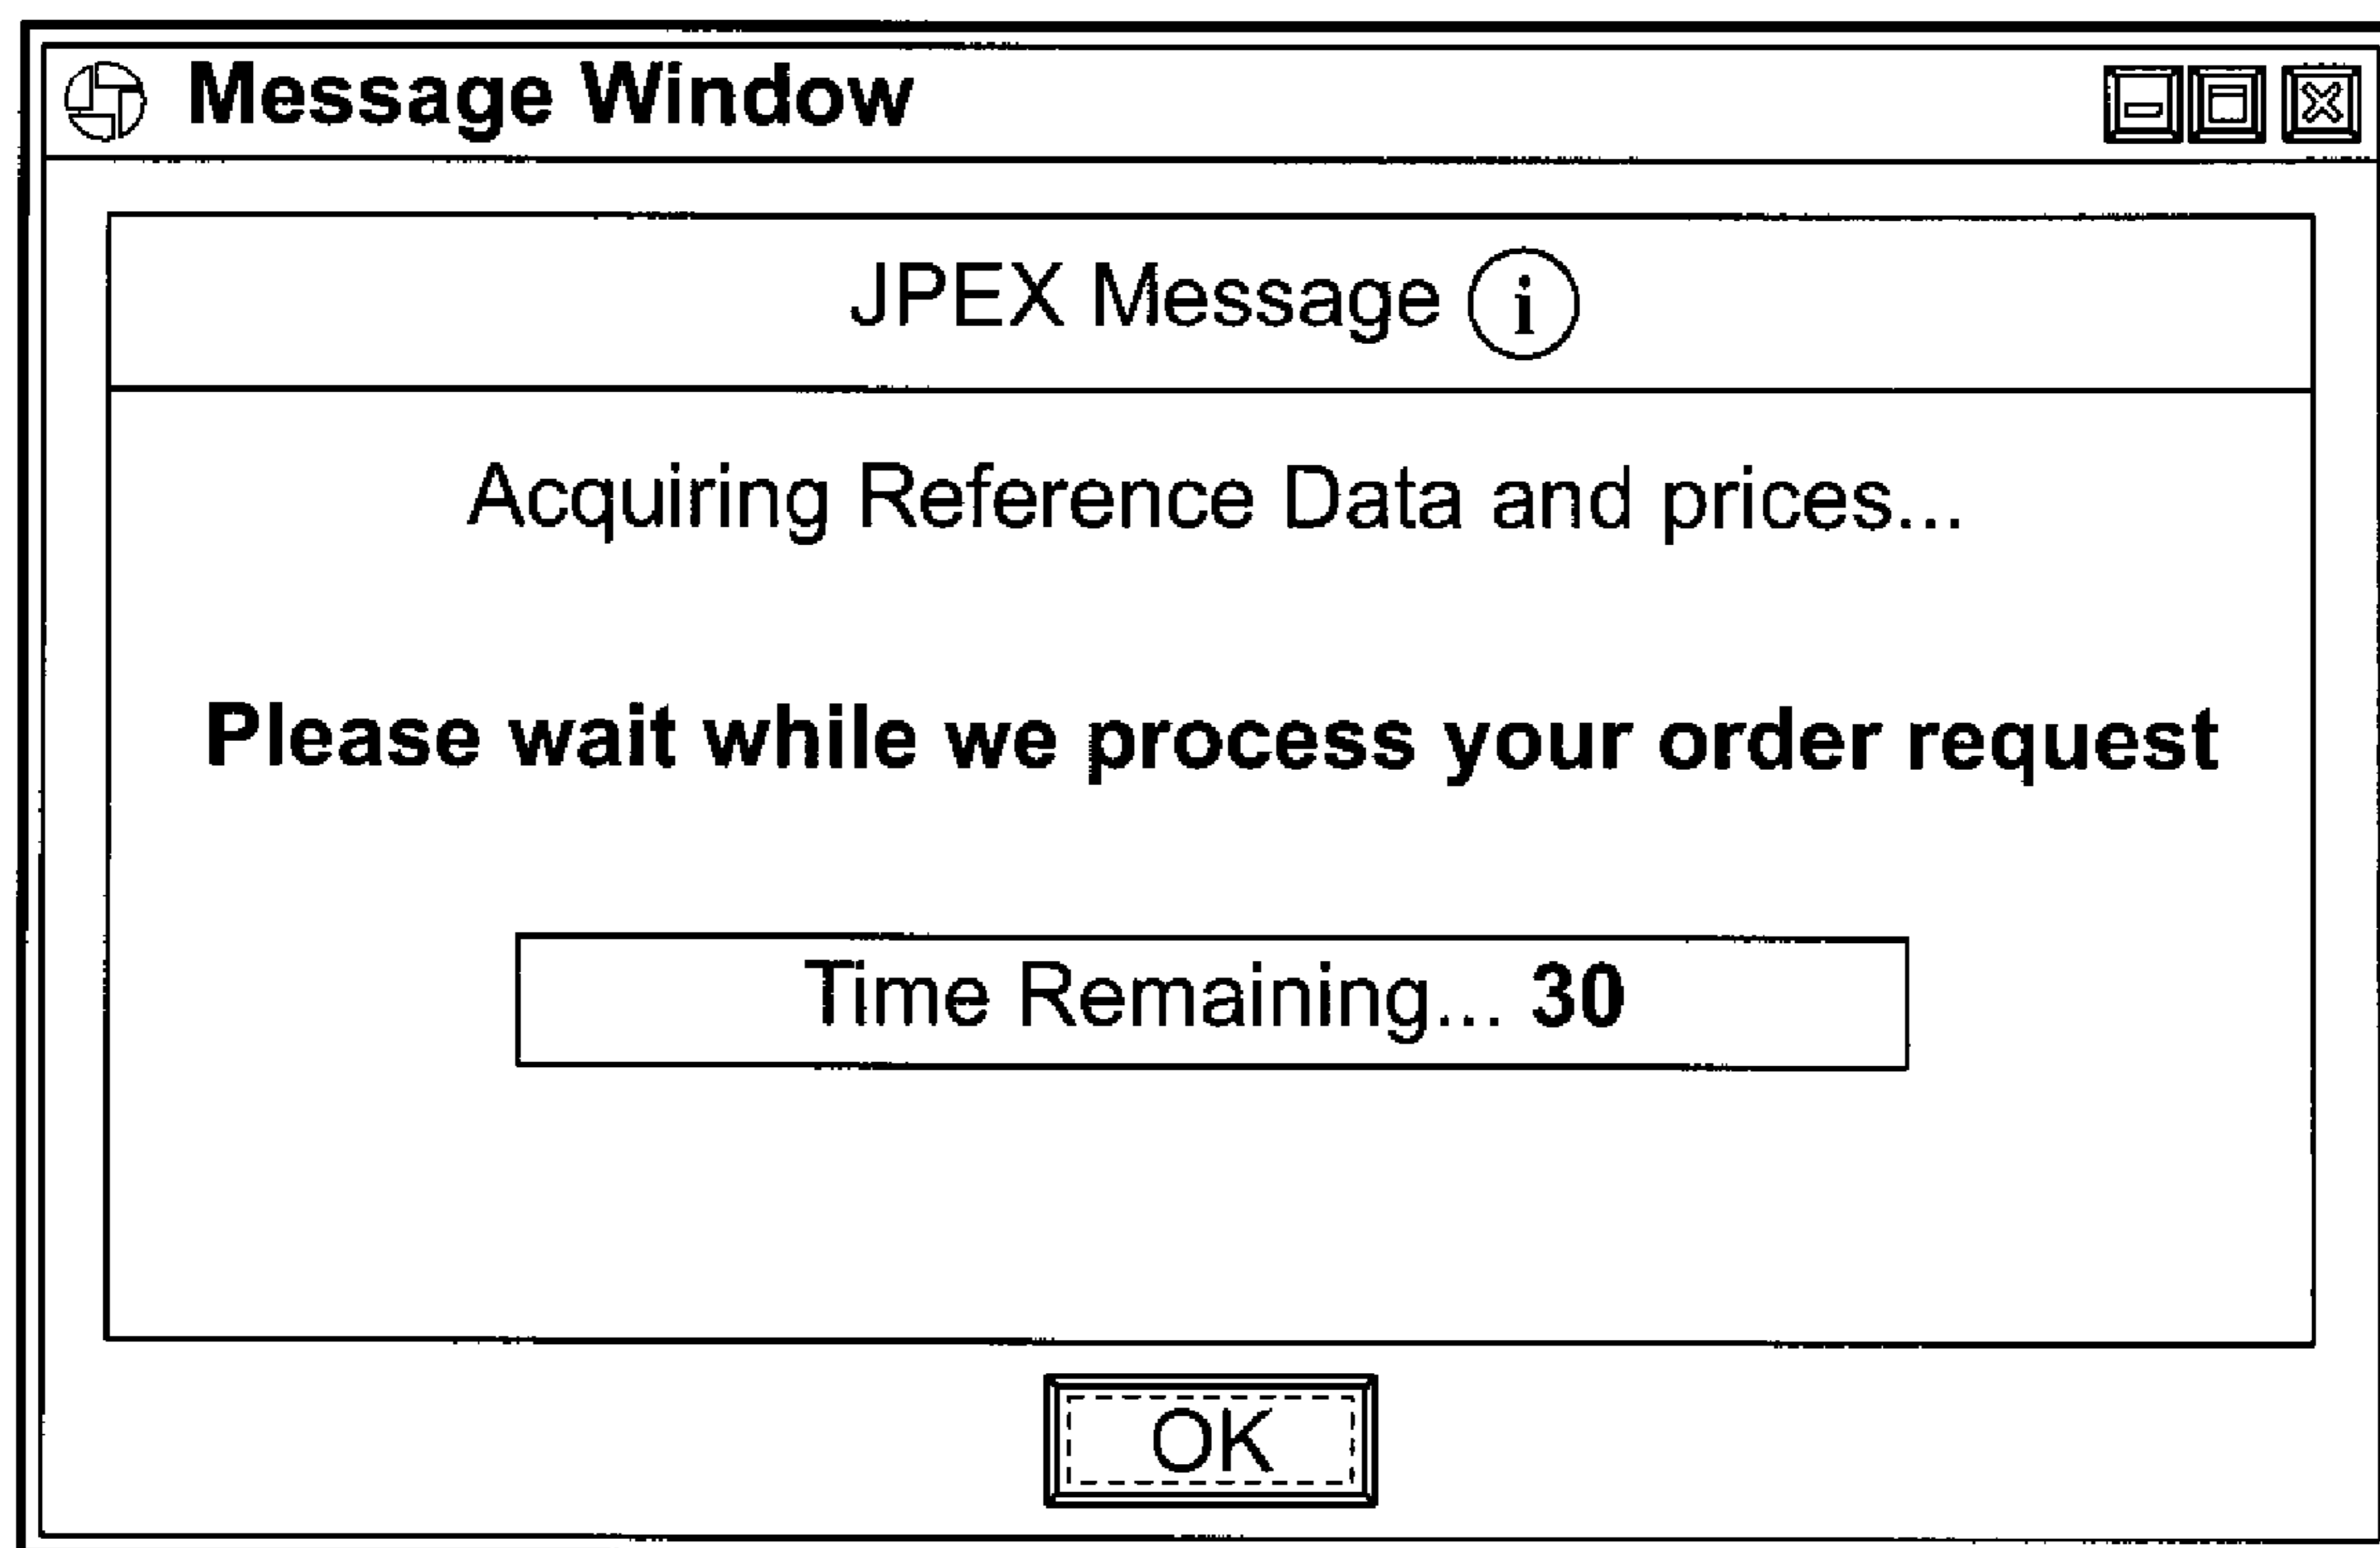 Message Window
JPEX Message i
Acquiring Reference Data and prices...
Please wait while we process your order request
Time Remaining... 30
OK